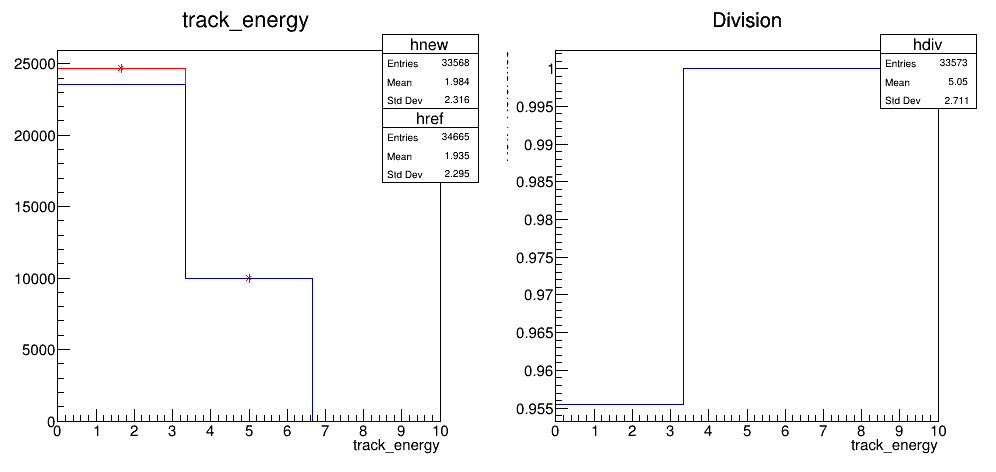 track_energy
hnew
Entries 33568
Mean 1.984
Std Dev 2.316
href
Entries 34665
Mean 1.935
Std Dev 2.295
25000
20000
15000
10000
5000
0
0 1 2 3 4 5 6 7 8 9 10
track_energy
Division
hdiv
Entries 33573
Mean 5.05
Std Dev 2.711
1
0.995
0.99
0.985
0.98
0.975
0.97
0.965
0.96
0.955
0 1 2 3 4 5 6 7 8 9 10
track_energy